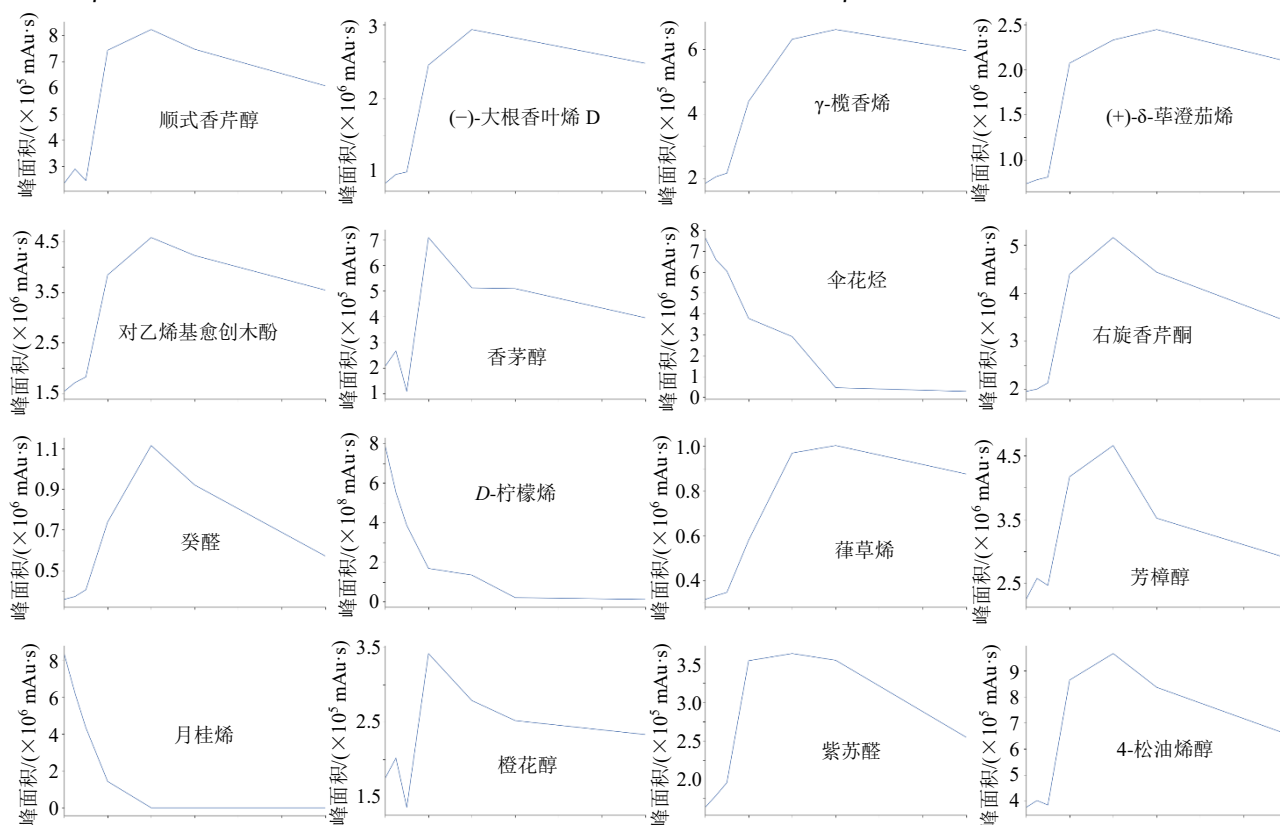 峰面积/(×10⁵ mAu·s)
8
7
6
5
4
3
顺式香芹醇
峰面积/(×10⁶ mAu·s)
3
2
1
(−)-大根香叶烯 D
峰面积/(×10⁵ mAu·s)
6
4
2
γ-榄香烯
峰面积/(×10⁶ mAu·s)
2.5
2.0
1.5
1.0
(+)-δ-荜澄茄烯
峰面积/(×10⁶ mAu·s)
4.5
3.5
2.5
1.5
对乙烯基愈创木酚
峰面积/(×10⁵ mAu·s)
7
6
5
4
3
2
1
香茅醇
峰面积/(×10⁶ mAu·s)
8
7
6
5
4
3
2
1
0
伞花烃
峰面积/(×10⁵ mAu·s)
5
4
3
2
右旋香芹酮
峰面积/(×10⁶ mAu·s)
1.1
0.9
0.7
0.5
癸醛
峰面积/(×10⁸ mAu·s)
8
6
4
2
0
D-柠檬烯
峰面积/(×10⁶ mAu·s)
1.0
0.8
0.6
0.4
葎草烯
峰面积/(×10⁶ mAu·s)
4.5
3.5
2.5
芳樟醇
峰面积/(×10⁶ mAu·s)
8
6
4
2
0
月桂烯
峰面积/(×10⁵ mAu·s)
3.5
2.5
1.5
橙花醇
峰面积/(×10⁵ mAu·s)
3.5
3.0
2.5
2.0
紫苏醛
峰面积/(×10⁵ mAu·s)
9
8
7
6
5
4
4-松油烯醇